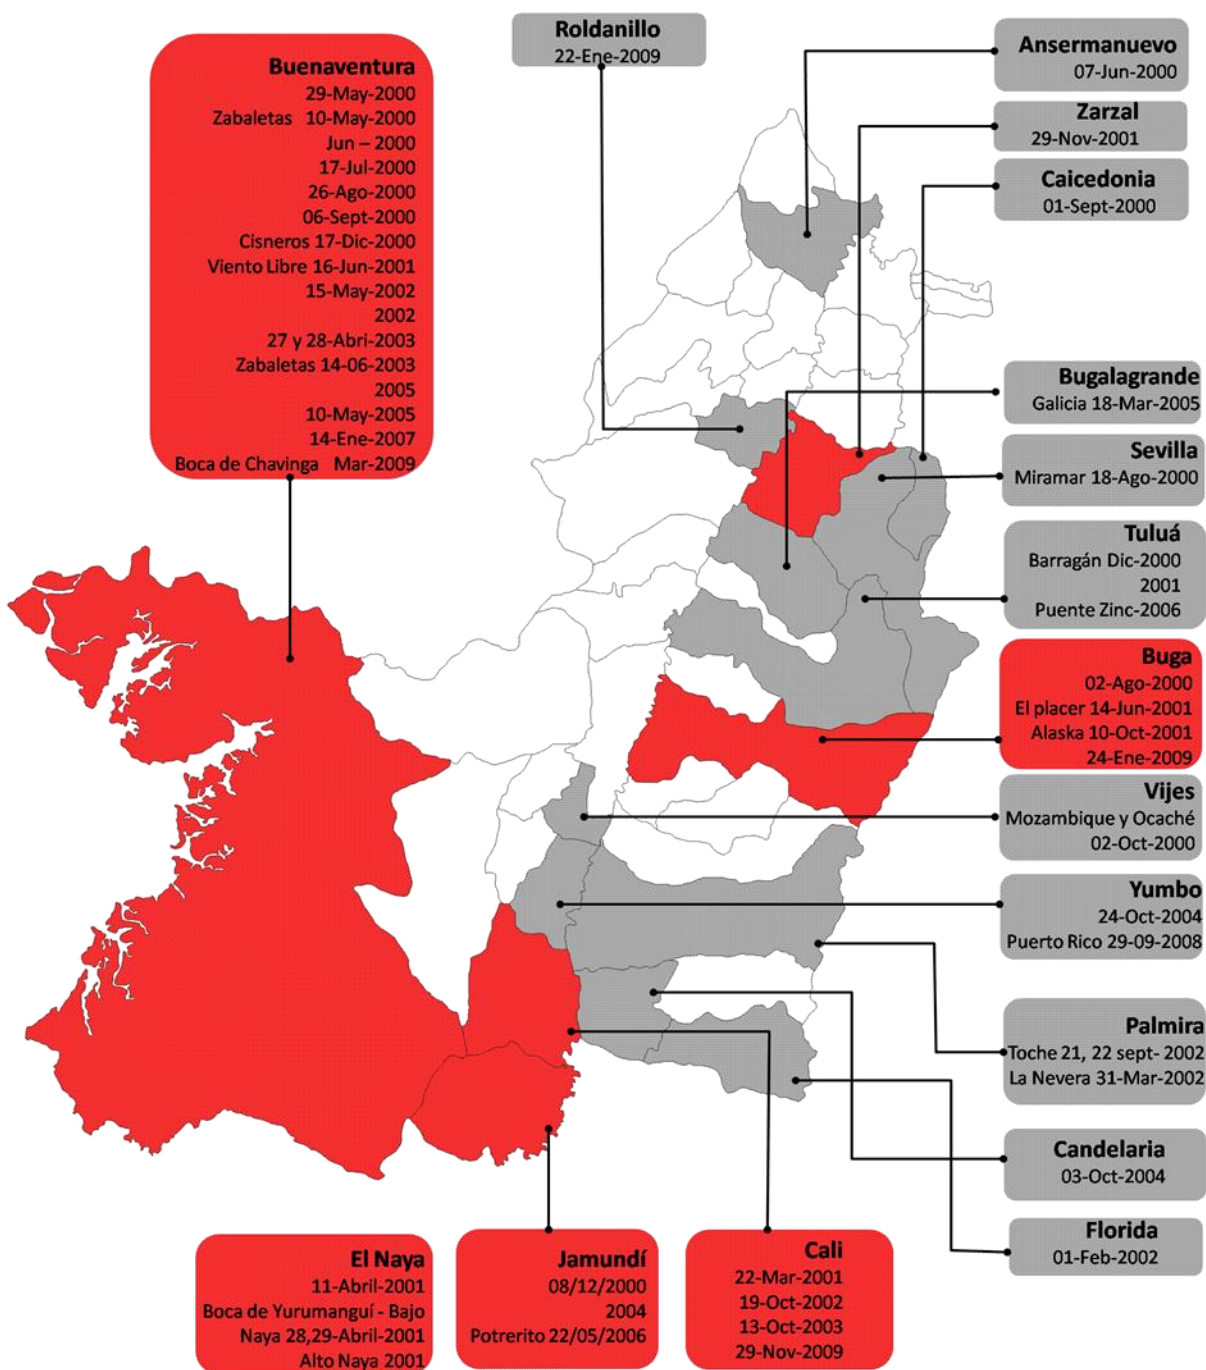 Roldanillo
22-Ene-2009
Ansermanuevo
07-Jun-2000
Zarzal
29-Nov-2001
Caicedonia
01-Sept-2000
Buenaventura
29-May-2000
Zabaletas 10-May-2000
Jun – 2000
17-Jul-2000
26-Ago-2000
06-Sept-2000
Cisneros 17-Dic-2000
Viento Libre 16-Jun-2001
15-May-2002
2002
27 y 28-Abri-2003
Zabaletas 14-06-2003
2005
10-May-2005
14-Ene-2007
Boca de Chavinga Mar-2009
Bugalagrande
Galicia 18-Mar-2005
Sevilla
Miramar 18-Ago-2000
Tuluá
Barragán Dic-2000
2001
Puente Zinc-2006
Buga
02-Ago-2000
El placer 14-Jun-2001
Alaska 10-Oct-2001
24-Ene-2009
Vijes
Mozambique y Ocaché
02-Oct-2000
Yumbo
24-Oct-2004
Puerto Rico 29-09-2008
Palmira
Toche 21, 22 sept- 2002
La Nevera 31-Mar-2002
Candelaria
03-Oct-2004
Florida
01-Feb-2002
El Naya
11-Abril-2001
Boca de Yurumanguí - Bajo
Naya 28,29-Abril-2001
Alto Naya 2001
Jamundí
08/12/2000
2004
Potrerito 22/05/2006
Cali
22-Mar-2001
19-Oct-2002
13-Oct-2003
29-Nov-2009